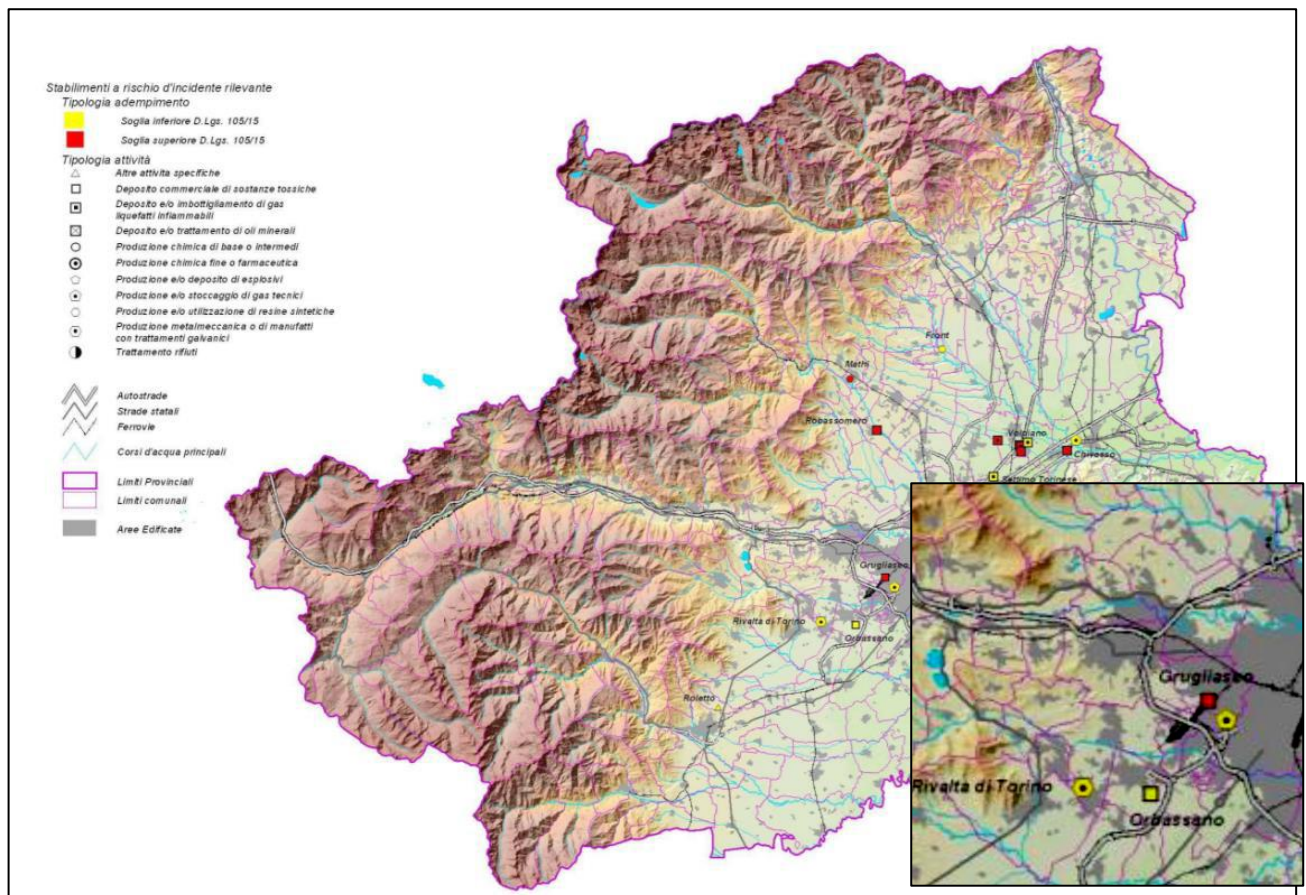 Stabilimenti a rischio d'incidente rilevante
Tipologia adempimento
Soglia inferiore D.Lgs. 105/15
Soglia superiore D.Lgs. 105/15
Tipologia attività
Altre attivita specifiche
Deposito commerciale di sostanze tossiche
Deposito e/o imbottigliamento di gas
liquefatti infiammabili
Deposito e/o trattamento di oli minerali
Produzione chimica di base o intermedi
Produzione chimica fine o farmaceutica
Produzione e/o deposito di esplosivi
Produzione e/o stoccaggio di gas tecnici
Produzione e/o utilizzazione di resine sintetiche
Produzione metalmeccanica o di manufatti
con trattamenti galvanici
Trattamento rifiuti
Autostrade
Strade statali
Ferrovie
Corsi d'acqua principali
Limiti Provinciali
Limiti comunali
Aree Edificate
Front
Mathi
Robassomero
Volpiano
Chivasso
Settimo Torinese
Grugliasco
Rivalta di Torino
Orbassano
Roletto
Grugliasco
Rivalta di Torino
Orbassano